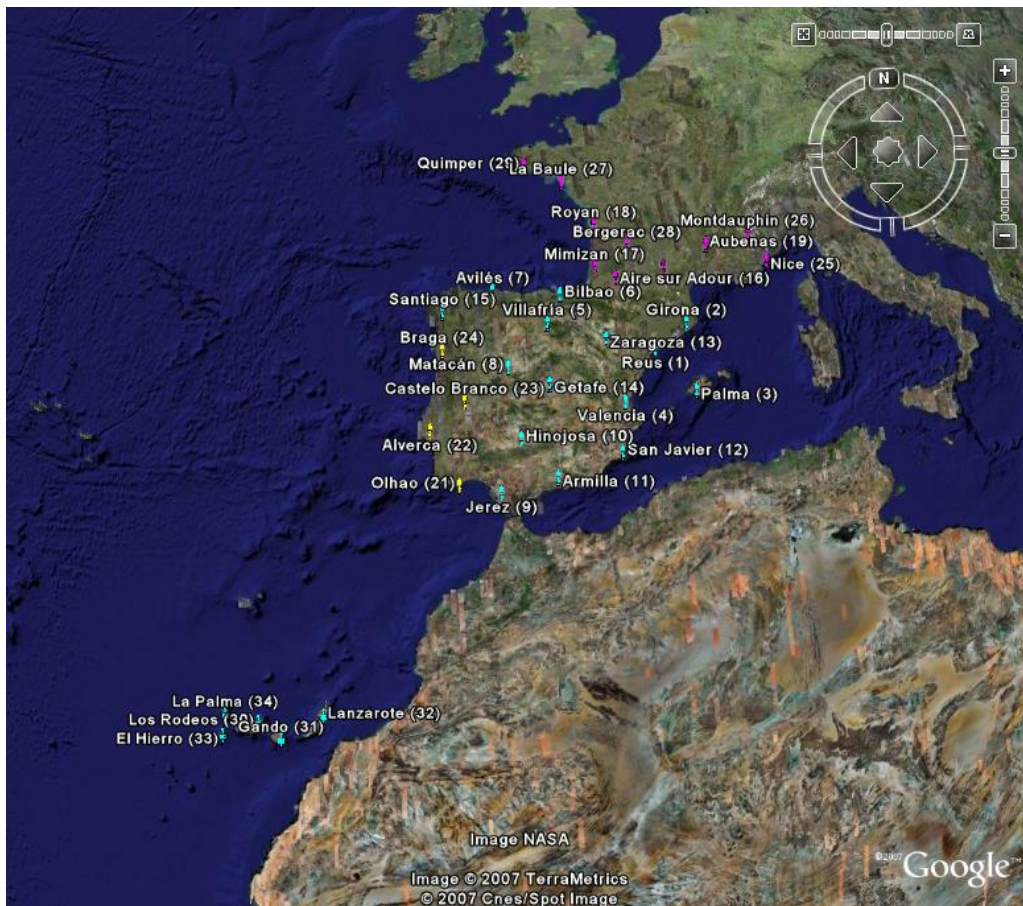 N
Quimper (29)
La Baule (27)
Royan (18)
Montdauphin (26)
Bergerac (28)
Aubenas (19)
Mimizan (17)
Nice (25)
Avilés (7)
Aire sur Adour (16)
Bilbao (6)
Santiago (15)
Villafría (5)
Girona (2)
Braga (24)
Zaragoza (13)
Matacán (8)
Reus (1)
Castelo Branco (23)
Getafe (14)
Palma (3)
Valencia (4)
Hinojosa (10)
Alverca (22)
San Javier (12)
Olhao (21)
Armilla (11)
Jerez (9)
La Palma (34)
Los Rodeos (30)
Lanzarote (32)
Gando (31)
El Hierro (33)
Image NASA
©2007 Google™
Image © 2007 TerraMetrics
© 2007 Cnes/Spot Image